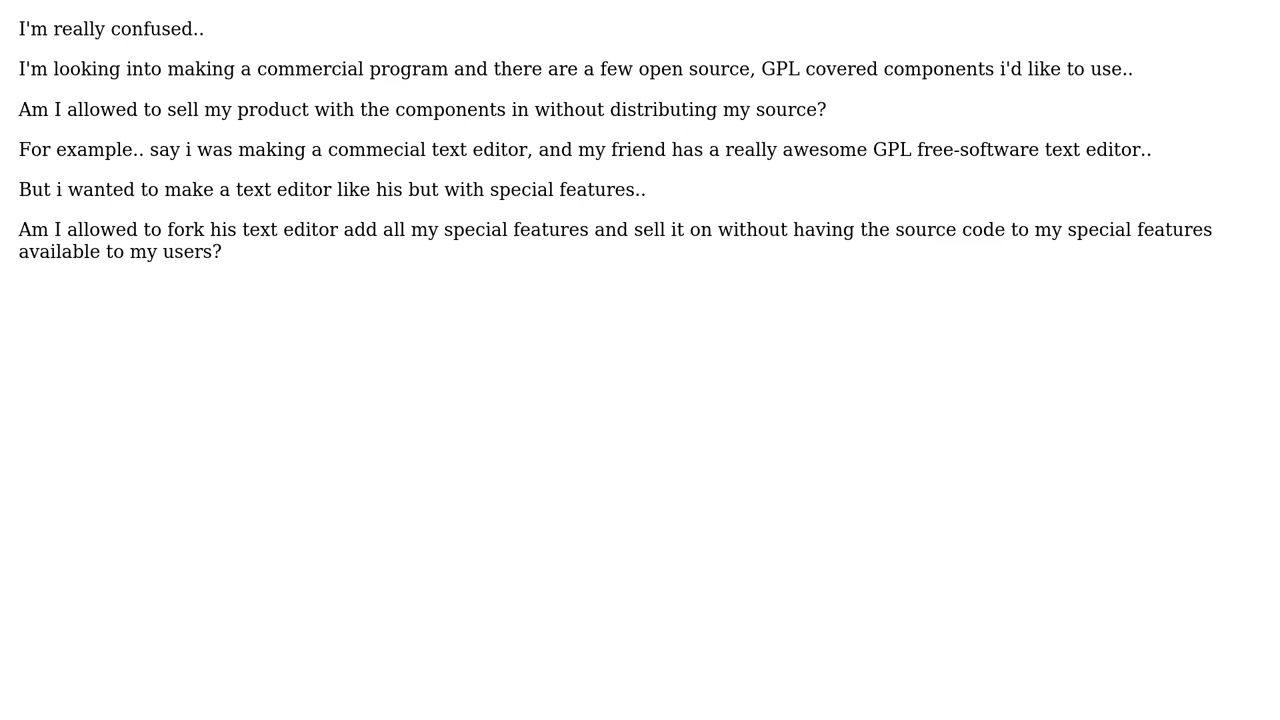 I'm really confused..
I'm looking into making a commercial program and there are a few open source, GPL covered components i'd like to use..
Am I allowed to sell my product with the components in without distributing my source?
For example.. say i was making a commecial text editor, and my friend has a really awesome GPL free-software text editor..
But i wanted to make a text editor like his but with special features..
Am I allowed to fork his text editor add all my special features and sell it on without having the source code to my special features
available to my users?